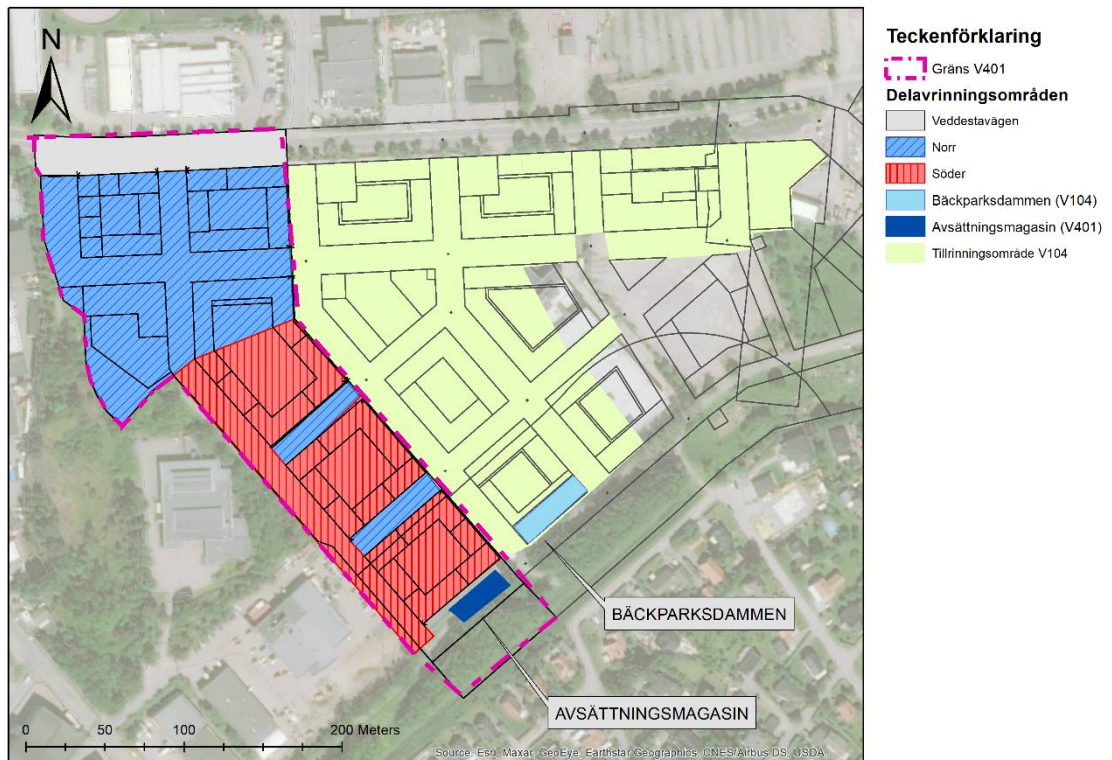 N
Teckenförklaring
Gräns V401
Delavrinningsområden
Veddestavägen
Norr
Söder
Bäckparksdammen (V104)
Avsättningsmagasin (V401)
Tillrinningsområde V104
BÄCKPARKSDAMMEN
AVSÄTTNINGSMAGASIN
0 50 100 200 Meters
Source: Esri, Maxar, GeoEye, Earthstar Geographics, CNES/Airbus DS, USDA,